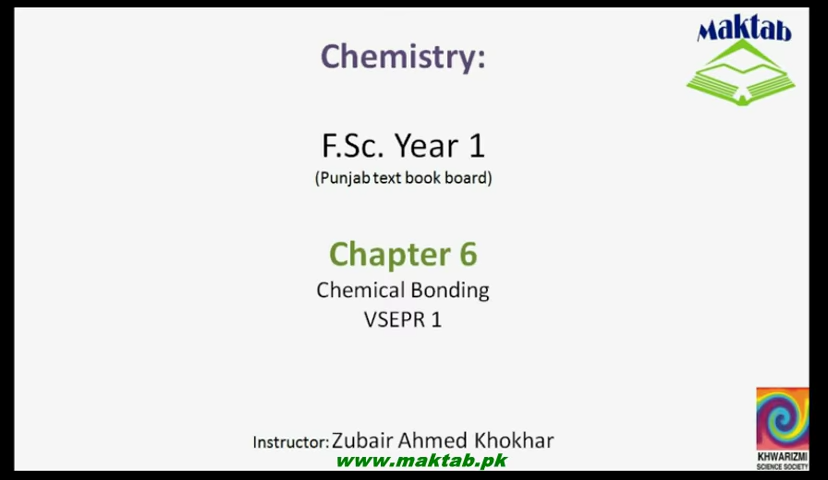 Maktab
Chemistry:
F.Sc. Year 1
(Punjab text book board)
Chapter 6
Chemical Bonding
VSEPR 1
Instructor: Zubair Ahmed Khokhar
www.maktab.pk
KHWARIZMI
SCIENCE SOCIETY